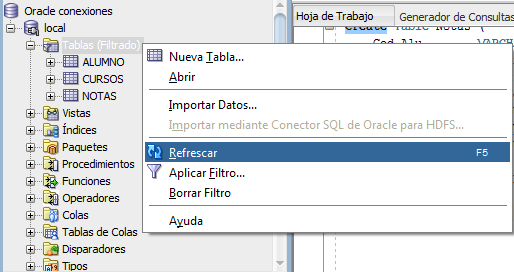 Oracle conexiones
local
Tablas (Filtrado)
ALUMNO
CURSOS
NOTAS
Vistas
Índices
Paquetes
Procedimientos
Funciones
Operadores
Colas
Tablas de Colas
Disparadores
Tipos
Nueva Tabla...
Abrir
Importar Datos...
Importar mediante Conector SQL de Oracle para HDFS...
Refrescar F5
Aplicar Filtro...
Borrar Filtro
Ayuda
Hoja de Trabajo
Generador de Consultas
Create Table Notas (
Cod_Alu VARCH